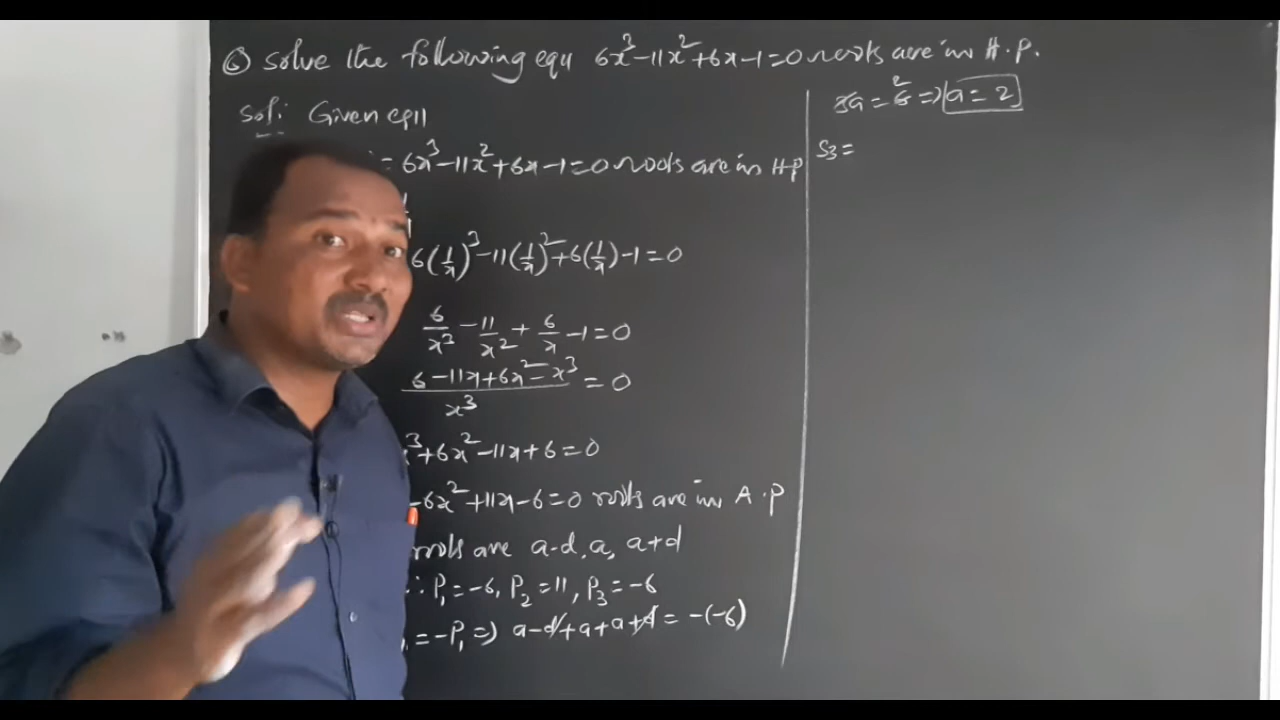 ⑥ Solve the following equ 6x³-11x²+6x-1=0 roots are in H.P.
Sol: Given eqn
= 6x³-11x²+6x-1=0 roots are in H.P
6(1/x)³-11(1/x)²+6(1/x)-1=0
6/x³ - 11/x² + 6/x - 1 = 0
(6-11x+6x²-x³)/x³ = 0
³+6x²-11x+6=0
-6x²+11x-6=0 roots are in A.P
roots are a-d, a, a+d
∴ P₁=-6, P₂=11, P₃=-6
= -P₁ => a-d+a+a+d = -(-6)
3a = 6 2 => a = 2
S₃ =